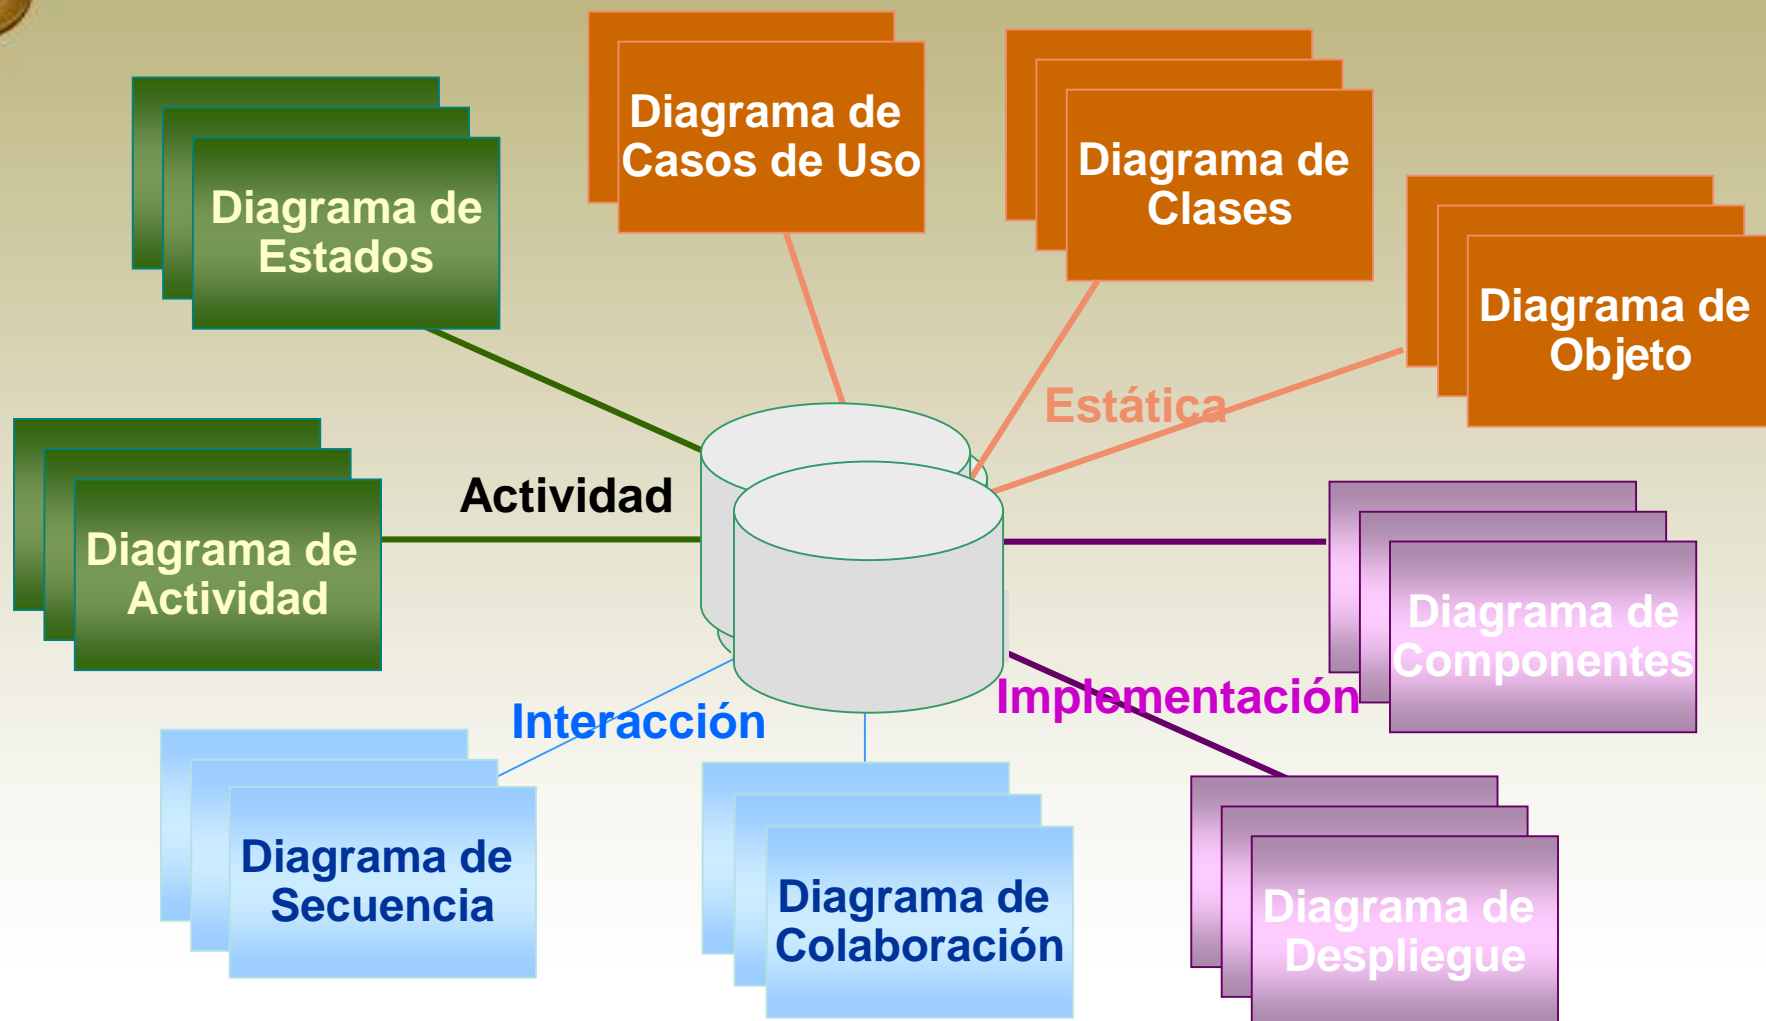 Diagrama de
Casos de Uso
Diagrama de
Clases
Diagrama de
Estados
Diagrama de
Objeto
Estática
Actividad
Diagrama de
Actividad
Diagrama de
Componentes
Implementación
Interacción
Diagrama de
Secuencia
Diagrama de
Colaboración
Diagrama de
Despliegue